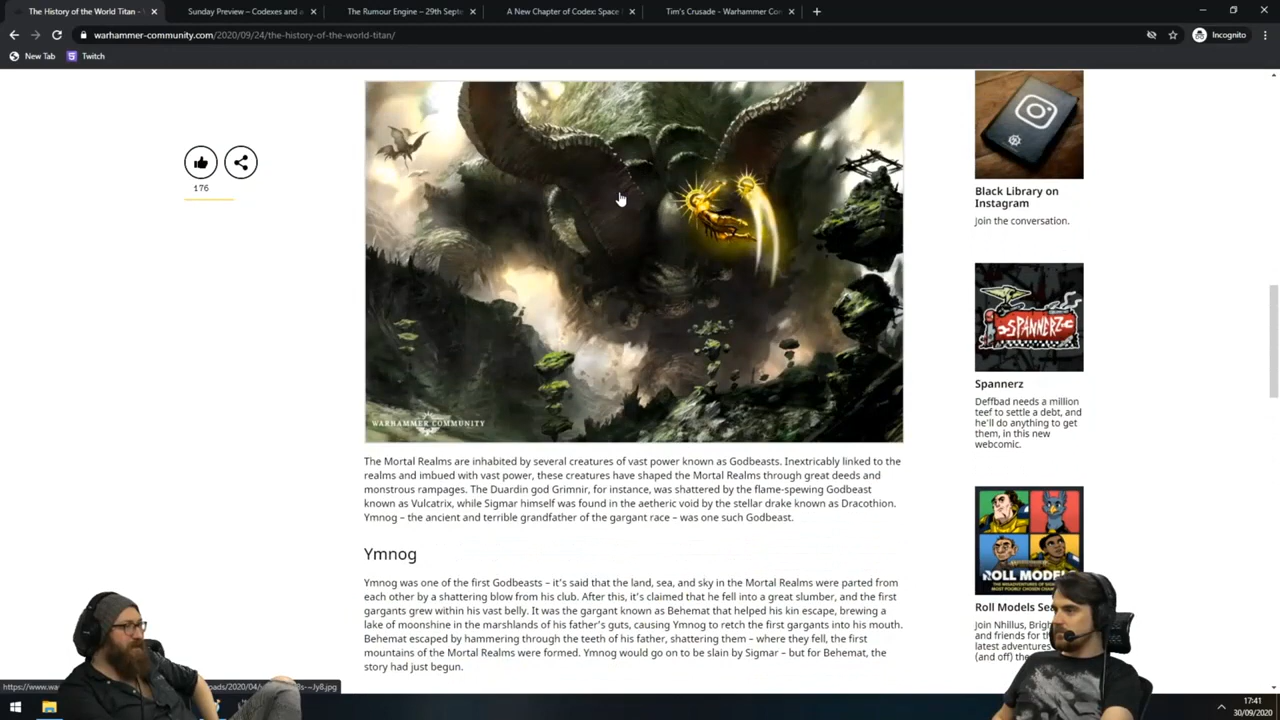 The History of the World Titan -
Sunday Preview – Codexes and a
The Rumour Engine – 29th Septe
A New Chapter of Codex: Space
Tim's Crusade - Warhammer Com
warhammer-community.com/2020/09/24/the-history-of-the-world-titan/
Incognito
New Tab
Twitch
176
WARHAMMER COMMUNITY
Black Library on
Instagram
Join the conversation.
SPANNERZ
Spannerz
Deffbad needs a million
teef to settle a debt, and
he'll do anything to get
them, in this new
webcomic.
The Mortal Realms are inhabited by several creatures of vast power known as Godbeasts. Inextricably linked to the
realms and imbued with vast power, these creatures have shaped the Mortal Realms through great deeds and
monstrous rampages. The Duardin god Grimnir, for instance, was shattered by the flame-spewing Godbeast
known as Vulcatrix, while Sigmar himself was found in the aetheric void by the stellar drake known as Dracothion.
Ymnog – the ancient and terrible grandfather of the gargant race – was one such Godbeast.
Ymnog
Ymnog was one of the first Godbeasts – it's said that the land, sea, and sky in the Mortal Realms were parted from
each other by a shattering blow from his club. After this, it's claimed that he fell into a great slumber, and the first
gargants grew within his vast belly. It was the gargant known as Behemat that helped his kin escape, brewing a
lake of moonshine in the marshlands of his father's guts, causing Ymnog to retch the first gargants into his mouth.
Behemat escaped by hammering through the teeth of his father, shattering them – where they fell, the first
mountains of the Mortal Realms were formed. Ymnog would go on to be slain by Sigmar – but for Behemat, the
story had just begun.
ROLL MODE
Roll Models Sea
Join Nhillus, Brigh
and friends for th
latest adventures
(and off) the
https://www.wa
oads/2020/04/
17:41
30/09/2020